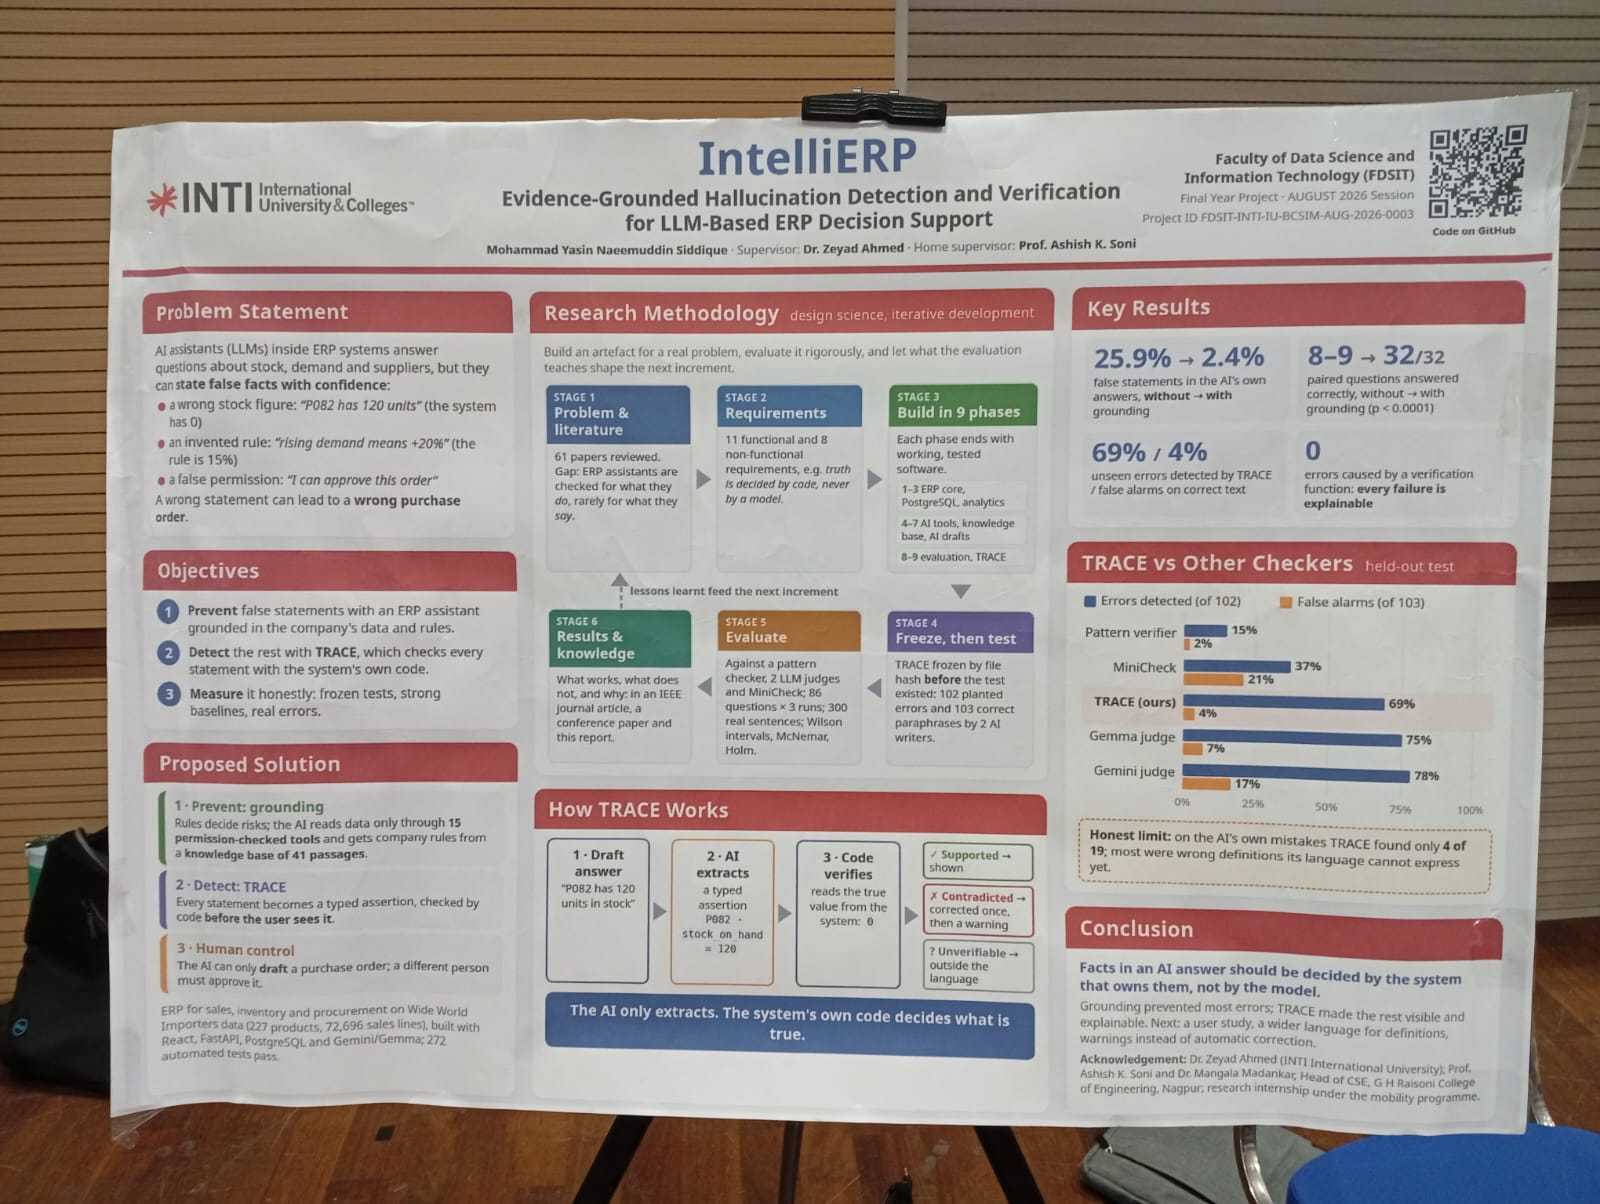 IntelliERP
Evidence-Grounded Hallucination Detection and Verification
for LLM-Based ERP Decision Support
Mohammad Yasin Naeemuddin Siddique · Supervisor: Dr. Zeyad Ahmed · Home supervisor: Prof. Ashish K. Soni
INTI International
University & Colleges™
Faculty of Data Science and
Information Technology (FDSIT)
Final Year Project · AUGUST 2026 Session
Project ID FDSIT-INTI-IU-BCSIM-AUG-2026-0003
Code on GitHub
Problem Statement
AI assistants (LLMs) inside ERP systems answer
questions about stock, demand and suppliers, but they
can state false facts with confidence:
• a wrong stock figure: "P082 has 120 units" (the system
has 0)
• an invented rule: "rising demand means +20%" (the
rule is 15%)
• a false permission: "I can approve this order"
A wrong statement can lead to a wrong purchase
order.
Objectives
1 Prevent false statements with an ERP assistant
grounded in the company's data and rules.
2 Detect the rest with TRACE, which checks every
statement with the system's own code.
3 Measure it honestly: frozen tests, strong
baselines, real errors.
Proposed Solution
1 · Prevent: grounding
Rules decide risks; the AI reads data only through 15
permission-checked tools and gets company rules from
a knowledge base of 41 passages.
2 · Detect: TRACE
Every statement becomes a typed assertion, checked by
code before the user sees it.
3 · Human control
The AI can only draft a purchase order; a different person
must approve it.
ERP for sales, inventory and procurement on Wide World
Importers data (227 products, 72,696 sales lines), built with
React, FastAPI, PostgreSQL and Gemini/Gemma; 272
automated tests pass.
Research Methodology design science, iterative development
Build an artefact for a real problem, evaluate it rigorously, and let what the evaluation
teaches shape the next increment.
STAGE 1
Problem &
literature
61 papers reviewed.
Gap: ERP assistants are
checked for what they
do, rarely for what they
say.
STAGE 2
Requirements
11 functional and 8
non-functional
requirements, e.g. truth
is decided by code, never
by a model.
STAGE 3
Build in 9 phases
Each phase ends with
working, tested
software.
1–3 ERP core,
PostgreSQL, analytics
4–7 AI tools, knowledge
base, AI drafts
8–9 evaluation, TRACE
lessons learnt feed the next increment
STAGE 6
Results &
knowledge
What works, what does
not, and why: in an IEEE
journal article, a
conference paper and
this report.
STAGE 5
Evaluate
Against a pattern
checker, 2 LLM judges
and MiniCheck; 86
questions × 3 runs; 300
real sentences; Wilson
intervals, McNemar,
Holm.
STAGE 4
Freeze, then test
TRACE frozen by file
hash before the test
existed: 102 planted
errors and 103 correct
paraphrases by 2 AI
writers.
How TRACE Works
1 · Draft
answer
"P082 has 120
units in stock"
2 · AI
extracts
a typed
assertion
P082 ·
stock_on_hand
= 120
3 · Code
verifies
reads the true
value from the
system: 0
✓ Supported →
shown
✗ Contradicted →
corrected once,
then a warning
? Unverifiable →
outside the
language
The AI only extracts. The system's own code decides what is
true.
Key Results
25.9% → 2.4%
false statements in the AI's own
answers, without → with
grounding
8–9 → 32/32
paired questions answered
correctly, without → with
grounding (p < 0.0001)
69% / 4%
unseen errors detected by TRACE
/ false alarms on correct text
0
errors caused by a verification
function: every failure is
explainable
TRACE vs Other Checkers held-out test
Errors detected (of 102) False alarms (of 103)
Pattern verifier 15%
2%
MiniCheck 37%
21%
TRACE (ours) 69%
4%
Gemma judge 75%
7%
Gemini judge 78%
17%
0% 25% 50% 75% 100%
Honest limit: on the AI's own mistakes TRACE found only 4 of
19; most were wrong definitions its language cannot express
yet.
Conclusion
Facts in an AI answer should be decided by the system
that owns them, not by the model.
Grounding prevented most errors; TRACE made the rest visible and
explainable. Next: a user study, a wider language for definitions,
warnings instead of automatic correction.
Acknowledgement: Dr. Zeyad Ahmed (INTI International University); Prof.
Ashish K. Soni and Dr. Mangala Madankar, Head of CSE, G H Raisoni College
of Engineering, Nagpur; research internship under the mobility programme.